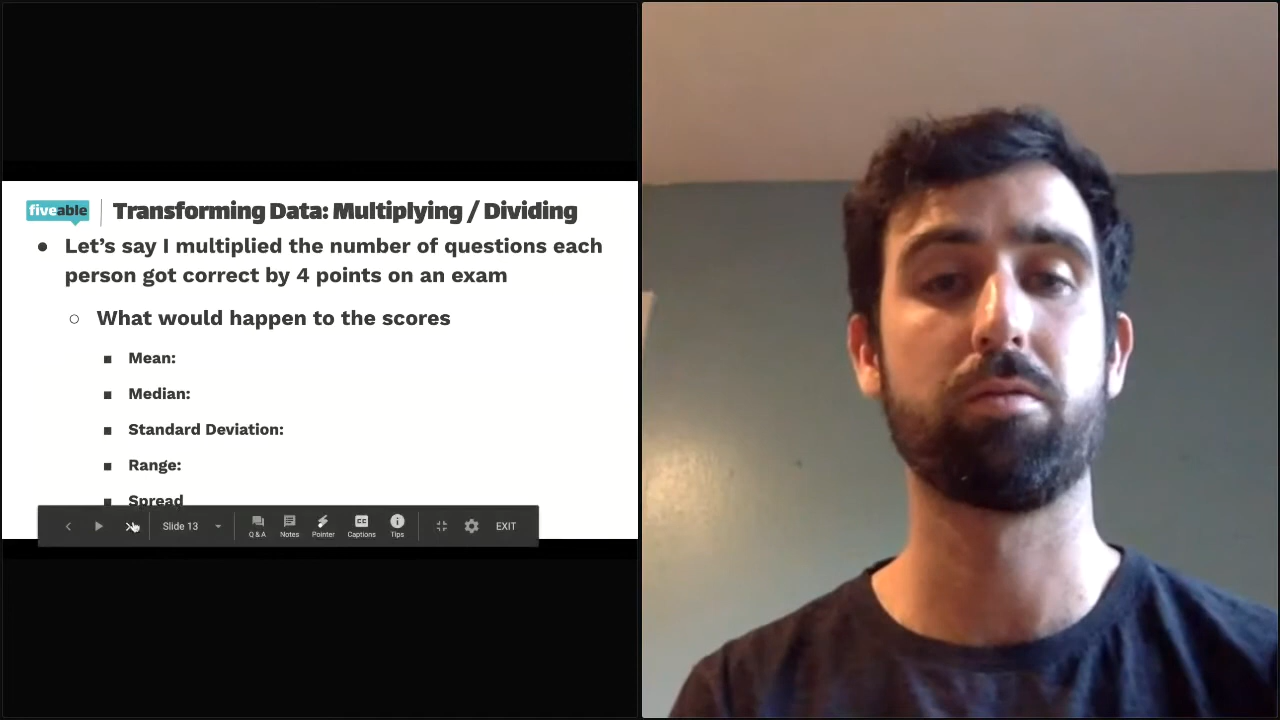 fiveable
Transforming Data: Multiplying / Dividing
● Let's say I multiplied the number of questions each
person got correct by 4 points on an exam
○ What would happen to the scores
■ Mean:
■ Median:
■ Standard Deviation:
■ Range:
■ Spread
Slide 13
Q&A
Notes
Pointer
CC
Captions
Tips
EXIT